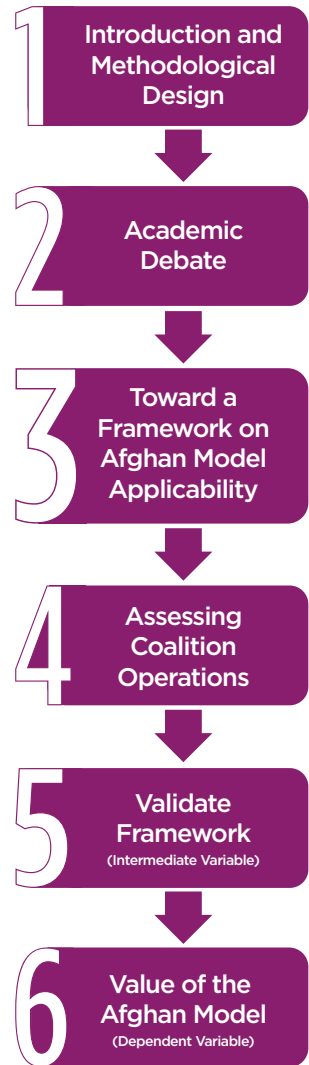 1
Introduction and
Methodological
Design
2
Academic
Debate
3
Toward a
Framework on
Afghan Model
Applicability
4
Assessing
Coalition
Operations
5
Validate
Framework
(Intermediate Variable)
6
Value of the
Afghan Model
(Dependent Variable)